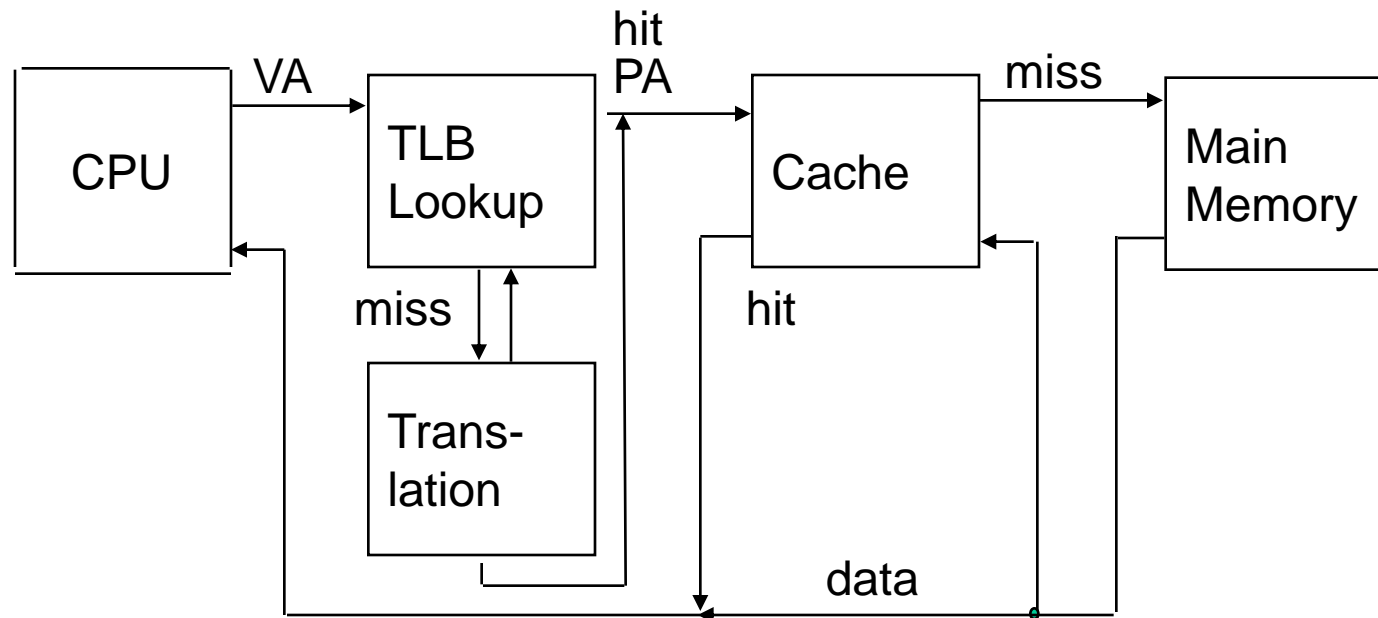 hit
VA
PA
miss
CPU
TLB
Lookup
Cache
Main
Memory
miss
hit
Trans-
lation
data